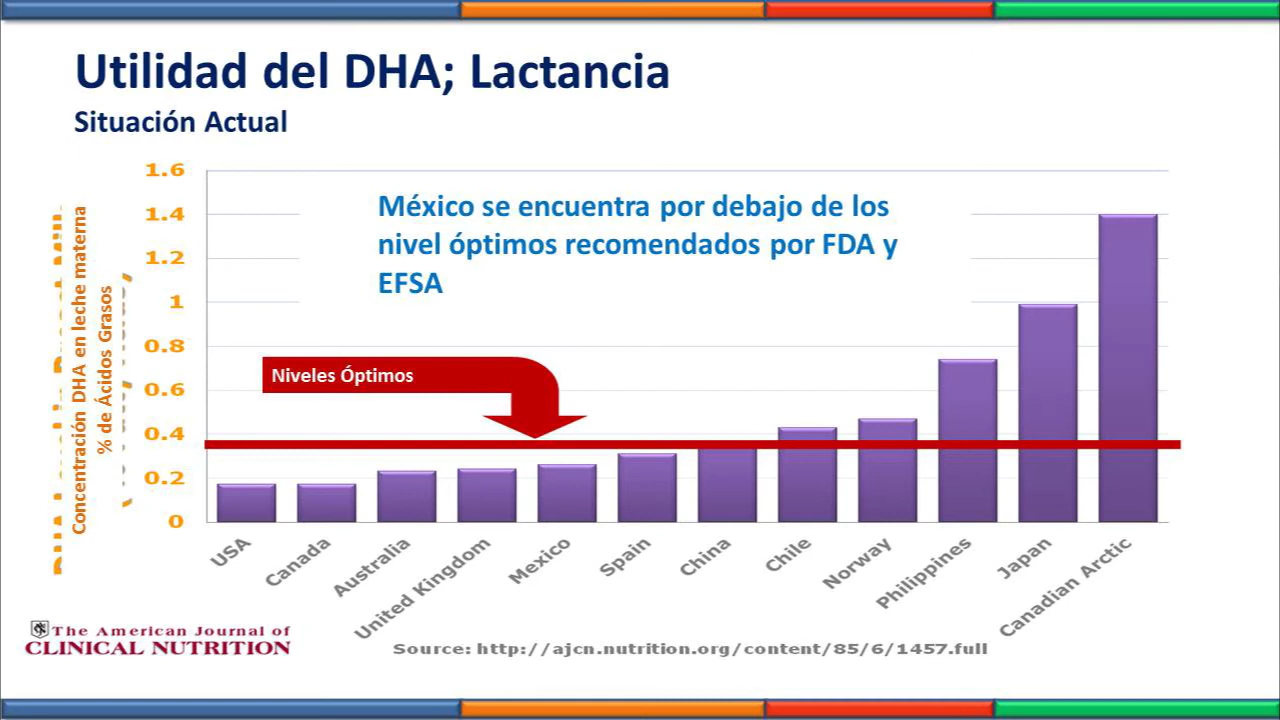 Utilidad del DHA; Lactancia
Situación Actual
México se encuentra por debajo de los
nivel óptimos recomendados por FDA y
EFSA
Niveles Óptimos
Concentración DHA en leche materna
% de Ácidos Grasos
1.6
1.4
1.2
1
0.8
0.6
0.4
0.2
0
USA
Canada
Australia
United Kingdom
Mexico
Spain
China
Chile
Norway
Philippines
Japan
Canadian Arctic
The American Journal of
CLINICAL NUTRITION
Source: http://ajcn.nutrition.org/content/85/6/1457.full